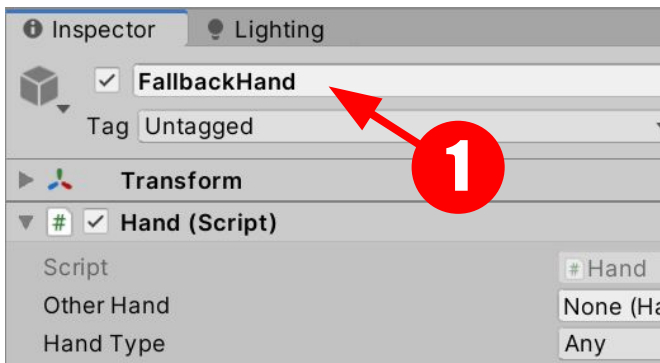 Inspector Lighting
FallbackHand
Tag Untagged
1
Transform
# Hand (Script)
Script # Hand
Other Hand None (Ha
Hand Type Any